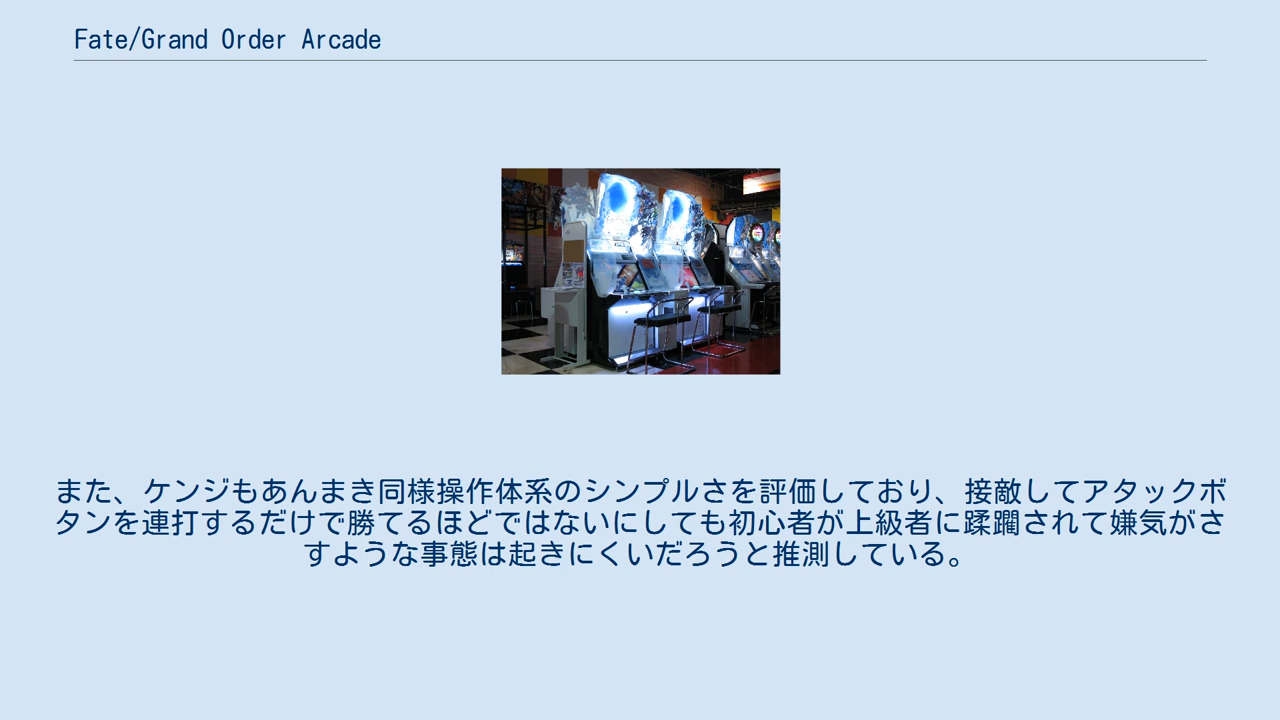 Fate/Grand Order Arcade
また、ケンジもあんまき同様操作体系のシンプルさを評価しており、接敵してアタックボ
タンを連打するだけで勝てるほどではないにしても初心者が上級者に蹂躙されて嫌気がさ
すような事態は起きにくいだろうと推測している。